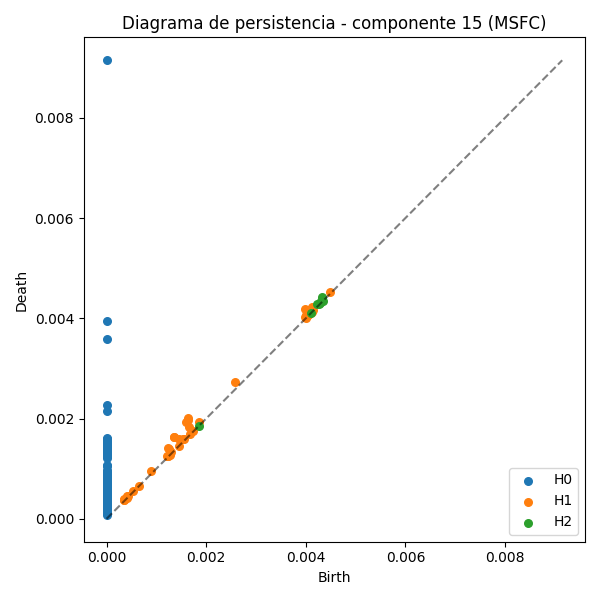 Diagrama de persistencia - componente 15 (MSFC)
0.008
0.006
0.004
0.002
0.000
Death
0.000 0.002 0.004 0.006 0.008
Birth
H0
H1
H2